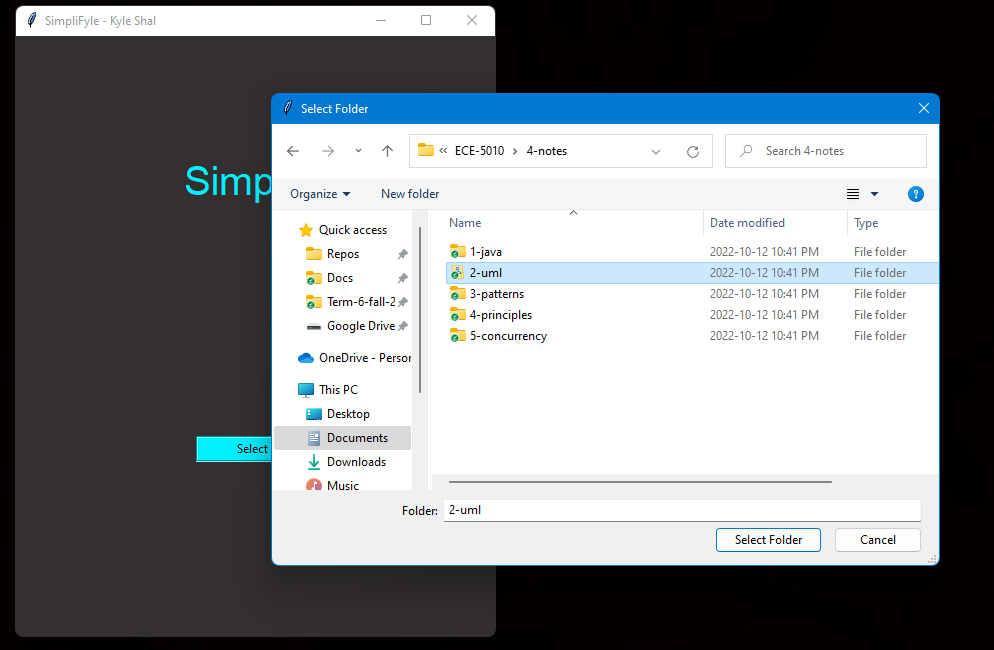 SimpliFyle - Kyle Shal
Simp
Select
Select Folder
« ECE-5010 › 4-notes
Search 4-notes
Organize
New folder
?
Quick access
Repos
Docs
Term-6-fall-2
Google Drive
OneDrive - Person
This PC
Desktop
Documents
Downloads
Music
Name Date modified Type
1-java 2022-10-12 10:41 PM File folder
2-uml 2022-10-12 10:41 PM File folder
3-patterns 2022-10-12 10:41 PM File folder
4-principles 2022-10-12 10:41 PM File folder
5-concurrency 2022-10-12 10:41 PM File folder
Folder: 2-uml
Select Folder
Cancel